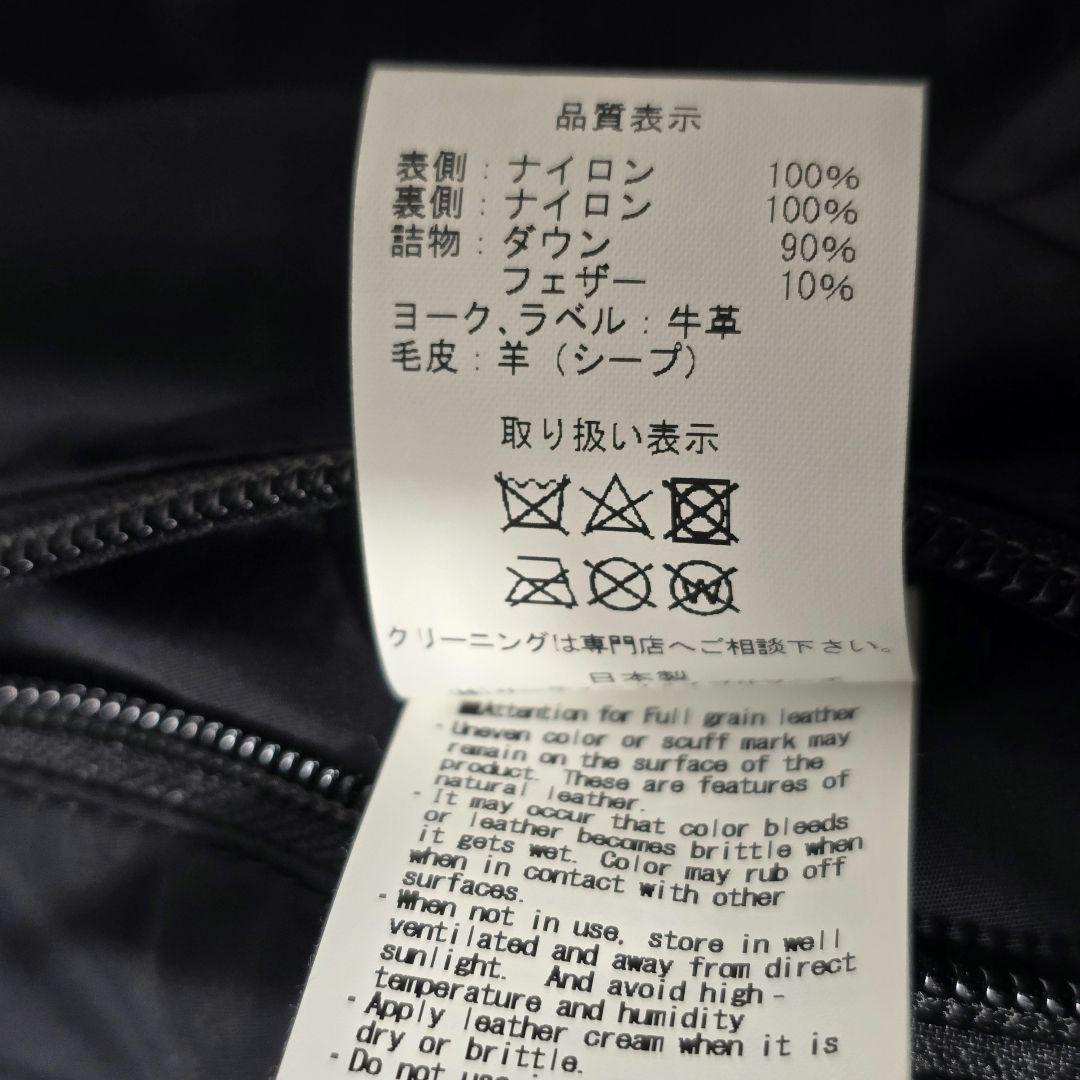 品質表示
表側：ナイロン 100%
裏側：ナイロン 100%
詰物：ダウン 90%
フェザー 10%
ヨーク、ラベル：牛革
毛皮：羊（シープ）
取り扱い表示
W
クリーニングは専門店へご相談下さい。
日本製
■Attention for Full grain leather
- Uneven color or scuff mark may
remain on the surface of the
product. These are features of
natural leather.
- It may occur that color bleeds
or leather becomes brittle when
it gets wet. Color may rub off
when in contact with other
surfaces.
- When not in use, store in well
ventilated and away from direct
sunlight. And avoid high-
temperature and humidity
- Apply leather cream when it is
dry or brittle.
- Do not